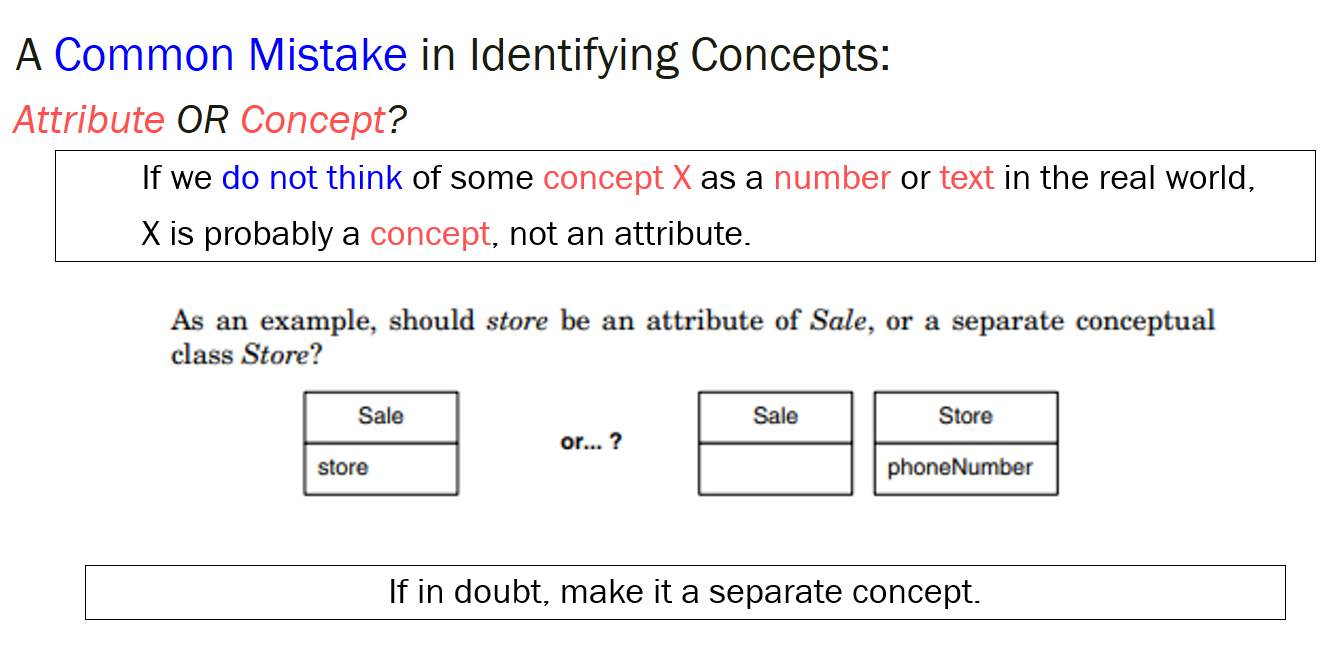 A Common Mistake in Identifying Concepts:
Attribute OR Concept?
If we do not think of some concept X as a number or text in the real world,
X is probably a concept, not an attribute.
As an example, should store be an attribute of Sale, or a separate conceptual
class Store?
Sale
store
or... ?
Sale
Store
phoneNumber
If in doubt, make it a separate concept.